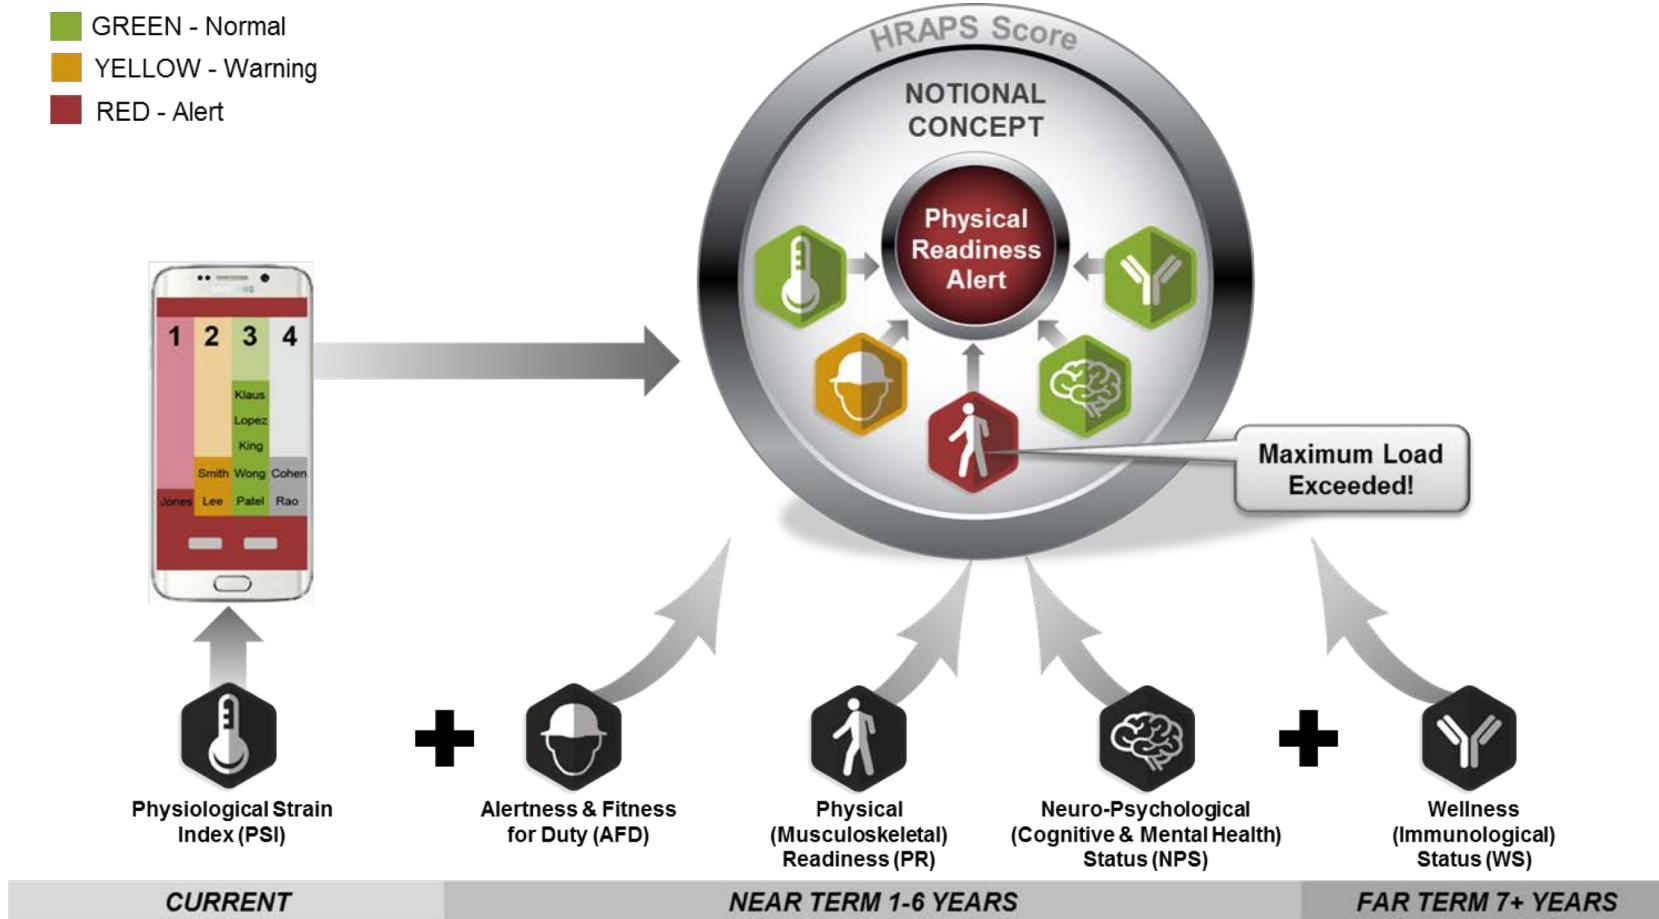 GREEN - Normal
YELLOW - Warning
RED - Alert
HRAPS Score
NOTIONAL
CONCEPT
Physical
Readiness
Alert
1 2 3 4
Klaus
Lopez
King
Smith Wong Cohen
Jones Lee Patel Rao
Maximum Load
Exceeded!
Physiological Strain
Index (PSI)
Alertness & Fitness
for Duty (AFD)
Physical
(Musculoskeletal)
Readiness (PR)
Neuro-Psychological
(Cognitive & Mental Health)
Status (NPS)
Wellness
(Immunological)
Status (WS)
CURRENT
NEAR TERM 1-6 YEARS
FAR TERM 7+ YEARS